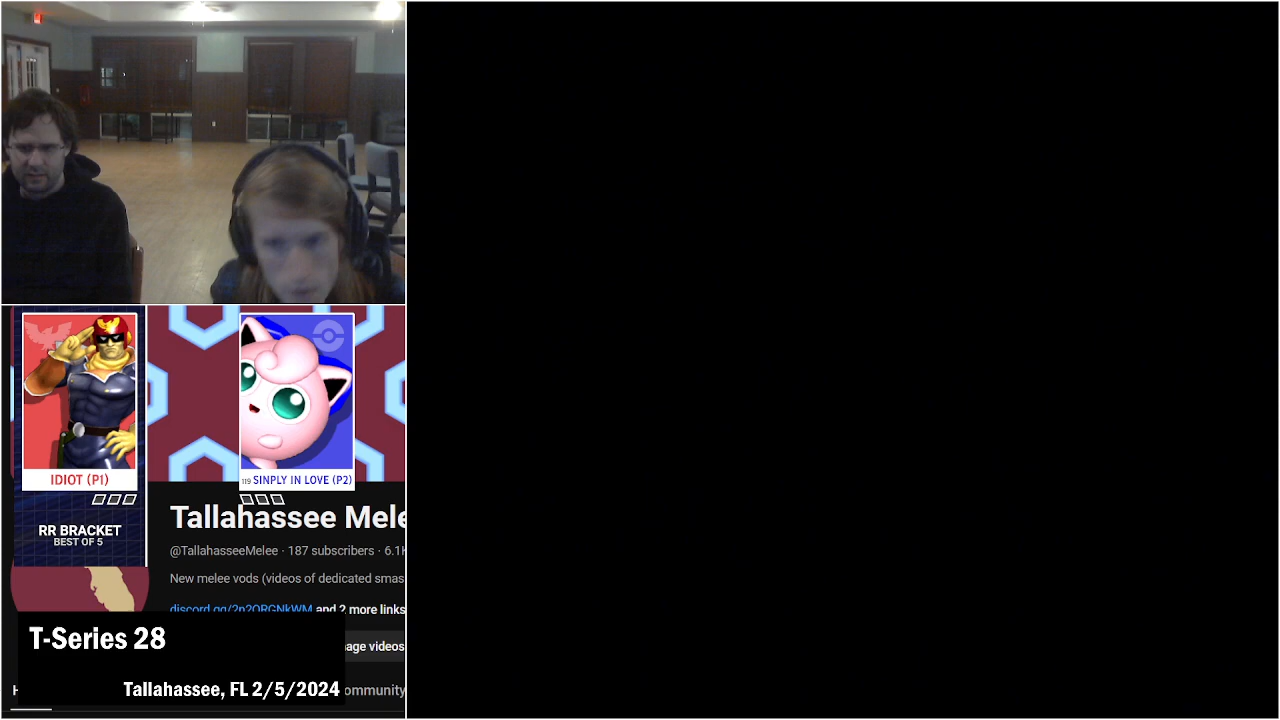 IDIOT (P1)
119 SINPLY IN LOVE (P2)
RR BRACKET
BEST OF 5
Tallahassee Mele
@TallahasseeMelee · 187 subscribers · 6.1K
New melee vods (videos of dedicated smas
discord.gg/2n2QRGNkWM and 2 more links
T-Series 28
age videos
H
ommunity
Tallahassee, FL 2/5/2024